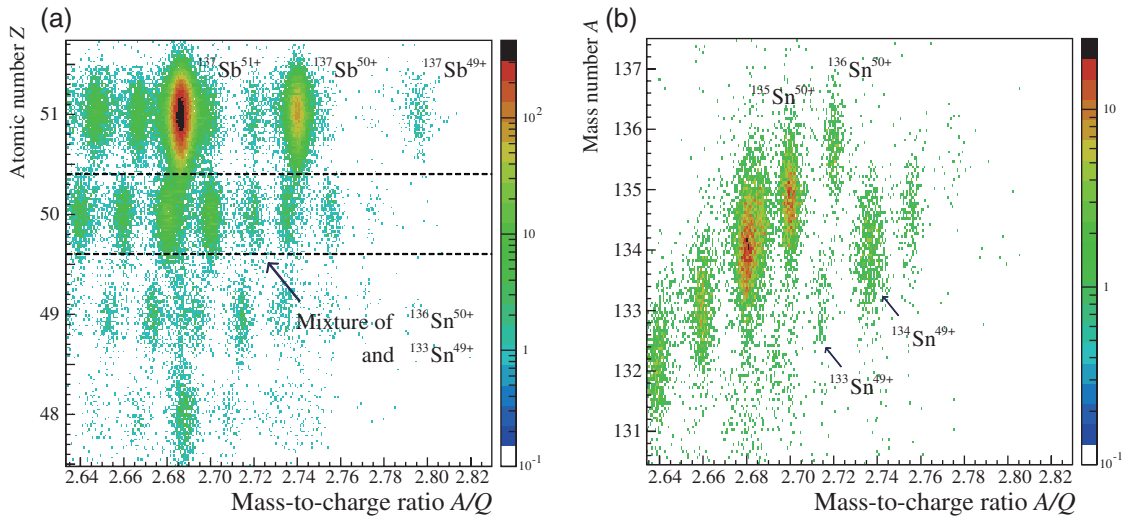 (a)
Atomic number Z
¹³⁷Sb⁵¹⁺
¹³⁷Sb⁵⁰⁺
¹³⁷Sb⁴⁹⁺
51
50
49
48
Mixture of ¹³⁶Sn⁵⁰⁺
and ¹³³Sn⁴⁹⁺
2.64 2.66 2.68 2.70 2.72 2.74 2.76 2.78 2.80 2.82
Mass-to-charge ratio A/Q
10²
10
1
10⁻¹
(b)
Mass number A
137
136
135
134
133
132
131
¹³⁶Sn⁵⁰⁺
¹³⁵Sn⁵⁰⁺
¹³⁴Sn⁴⁹⁺
¹³³Sn⁴⁹⁺
2.64 2.66 2.68 2.70 2.72 2.74 2.76 2.78 2.80 2.82
Mass-to-charge ratio A/Q
10
1
10⁻¹